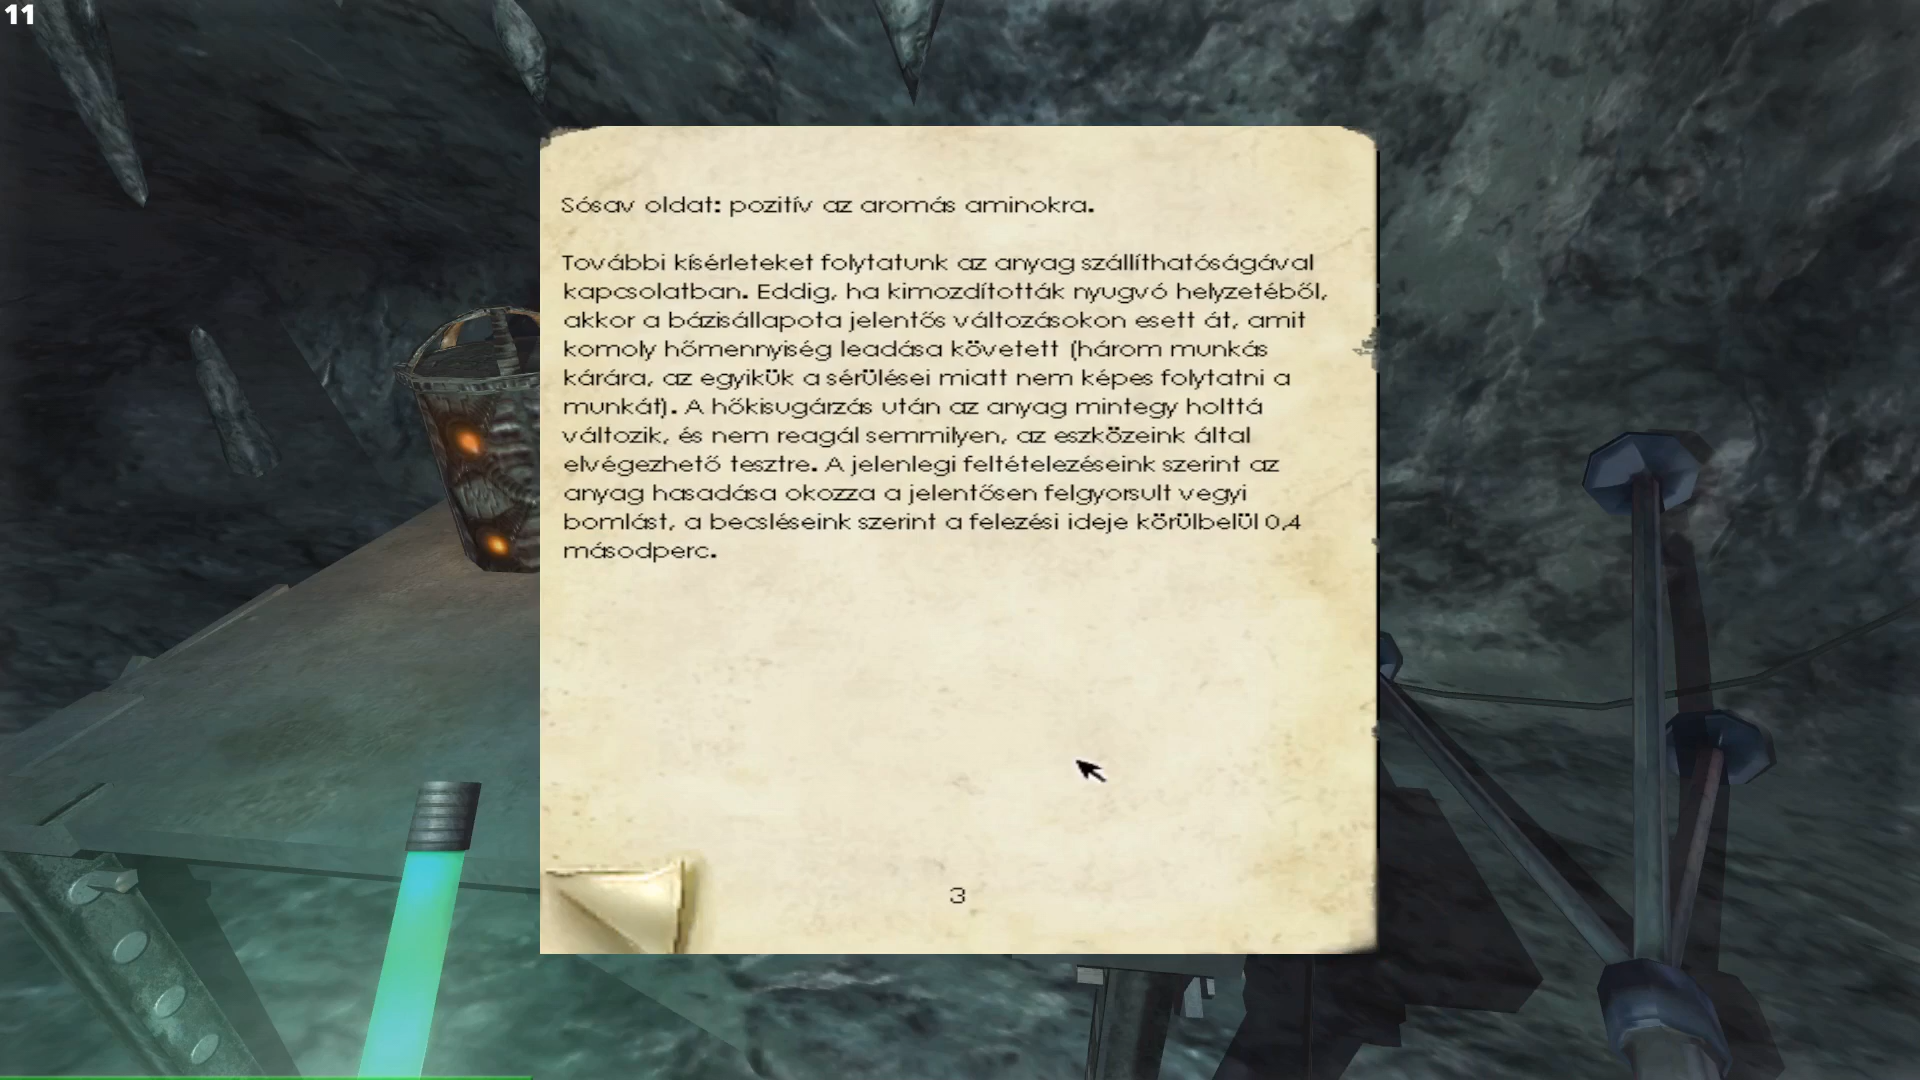 11
Sósav oldat: pozitív az aromás aminokra.
További kísérleteket folytatunk az anyag szállíthatóságával
kapcsolatban. Eddig, ha kimozdították nyugvó helyzetéből,
akkor a bázisállapota jelentős változásokon esett át, amit
komoly hőmennyiség leadása követett (három munkás
kárára, az egyikük a sérülései miatt nem képes folytatni a
munkát). A hőkisugárzás után az anyag mintegy holttá
változik, és nem reagál semmilyen, az eszközeink által
elvégezhető tesztre. A jelenlegi feltételezéseink szerint az
anyag hasadása okozza a jelentősen felgyorsult vegyi
bomlást, a becsléseink szerint a felezési ideje körülbelül 0,4
másodperc.
3